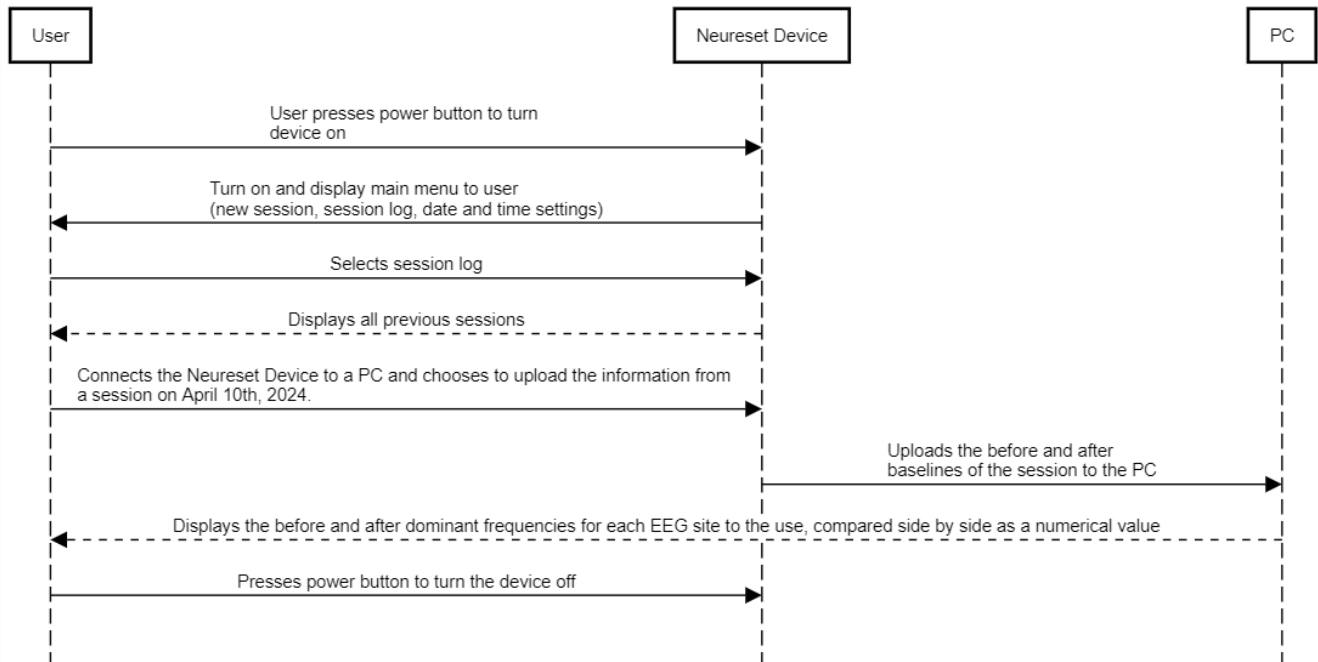 User
Neureset Device
PC
User presses power button to turn
device on
Turn on and display main menu to user
(new session, session log, date and time settings)
Selects session log
Displays all previous sessions
Connects the Neureset Device to a PC and chooses to upload the information from
a session on April 10th, 2024.
Uploads the before and after
baselines of the session to the PC
Displays the before and after dominant frequencies for each EEG site to the use, compared side by side as a numerical value
Presses power button to turn the device off